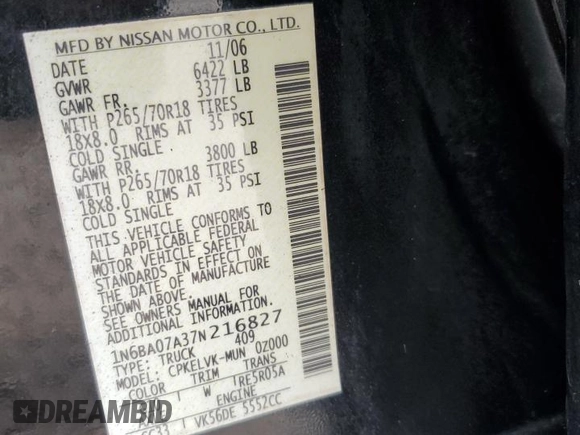 MFD BY NISSAN MOTOR CO., LTD.
DATE 11/06
GVWR 6422 LB
GAWR FR. 3377 LB
WITH P265/70R18 TIRES
18X8.0 RIMS AT 35 PSI
COLD SINGLE
GAWR RR. 3800 LB
WITH P265/70R18 TIRES
18X8.0 RIMS AT 35 PSI
COLD SINGLE
THIS VEHICLE CONFORMS TO
ALL APPLICABLE FEDERAL
MOTOR VEHICLE SAFETY
STANDARDS IN EFFECT ON
THE DATE OF MANUFACTURE
SHOWN ABOVE.
SEE OWNERS MANUAL FOR
ADDITIONAL INFORMATION.
1N6BA07A37N216827
TYPE: TRUCK 409
MODEL: CPKELVK-MUN 0Z000
COLOR TRIM TRANS
W RE5R05A
ENGINE
VK56DE 5552CC
DREAMBID